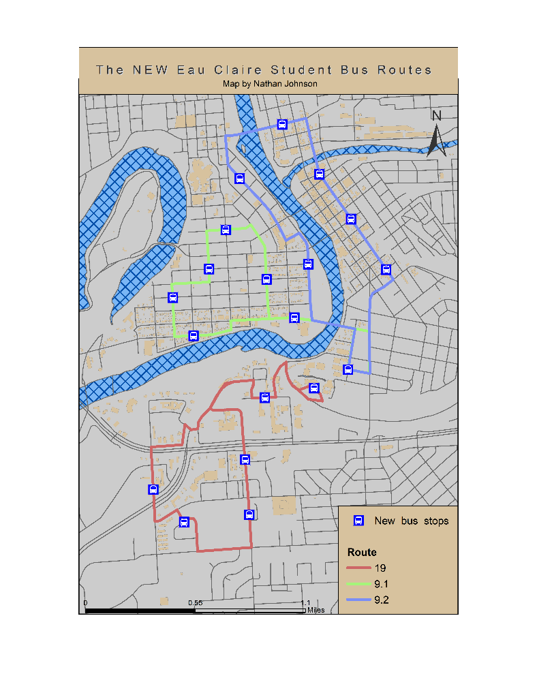 The NEW Eau Claire Student Bus Routes
Map by Nathan Johnson
N
New bus stops
Route
19
9.1
9.2
0 0.55 1.1
Miles